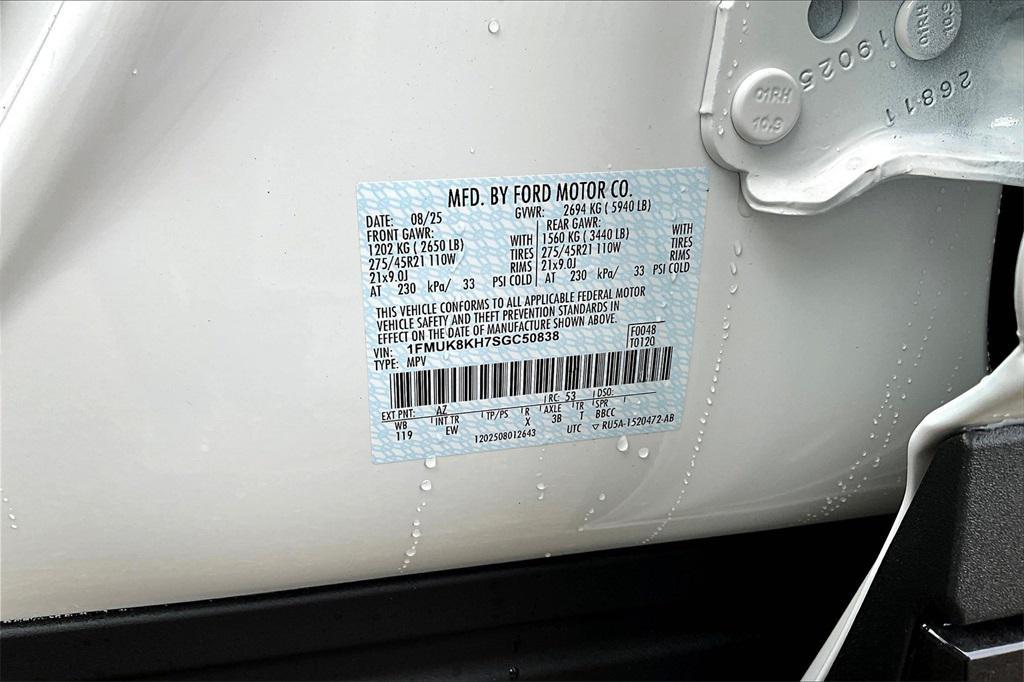 01RH
10.9
19025
26811
01RH
10.9
MFD. BY FORD MOTOR CO.
DATE: 08/25 GVWR: 2694 KG ( 5940 LB)
FRONT GAWR: REAR GAWR:
1202 KG ( 2650 LB) WITH 1560 KG ( 3440 LB) WITH
275/45R21 110W TIRES 275/45R21 110W TIRES
21x9.0J RIMS 21x9.0J RIMS
AT 230 kPa/ 33 PSI COLD AT 230 kPa/ 33 PSI COLD
THIS VEHICLE CONFORMS TO ALL APPLICABLE FEDERAL MOTOR
VEHICLE SAFETY AND THEFT PREVENTION STANDARDS IN
EFFECT ON THE DATE OF MANUFACTURE SHOWN ABOVE.
VIN: 1FMUK8KH7SGC50838 F0048
TYPE: MPV T0120
EXT PNT: AZ RC: 53 DSO:
WB INT TR TP/PS R AXLE TR SPR
119 EW X 3B T BBCC
1202508012643 UTC ▽ RU5A-1520472-AB